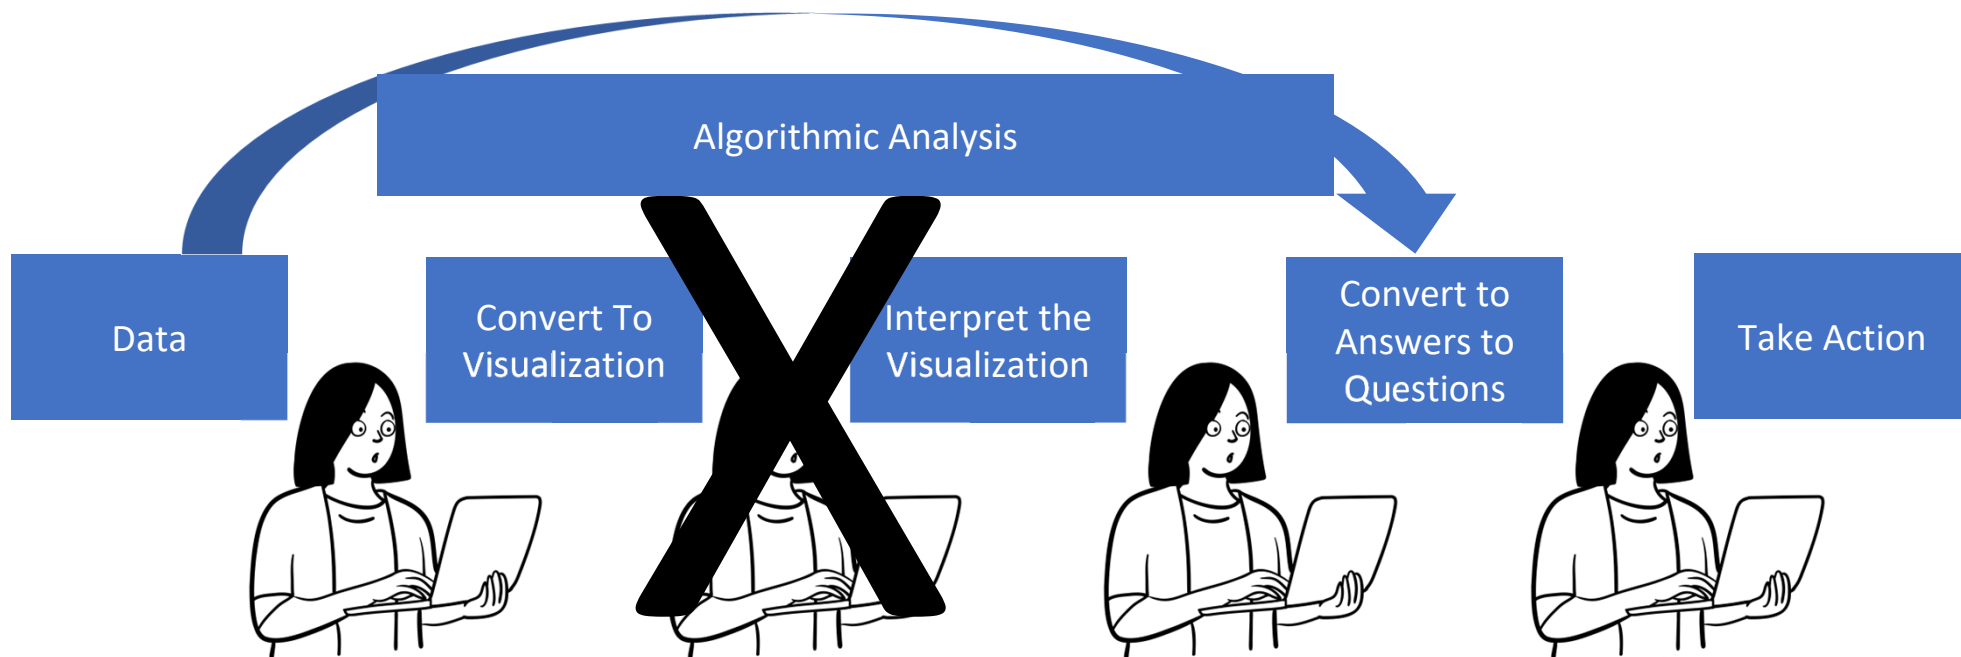 Algorithmic Analysis
Data
Convert To
Visualization
Interpret the
Visualization
Convert to
Answers to
Questions
Take Action